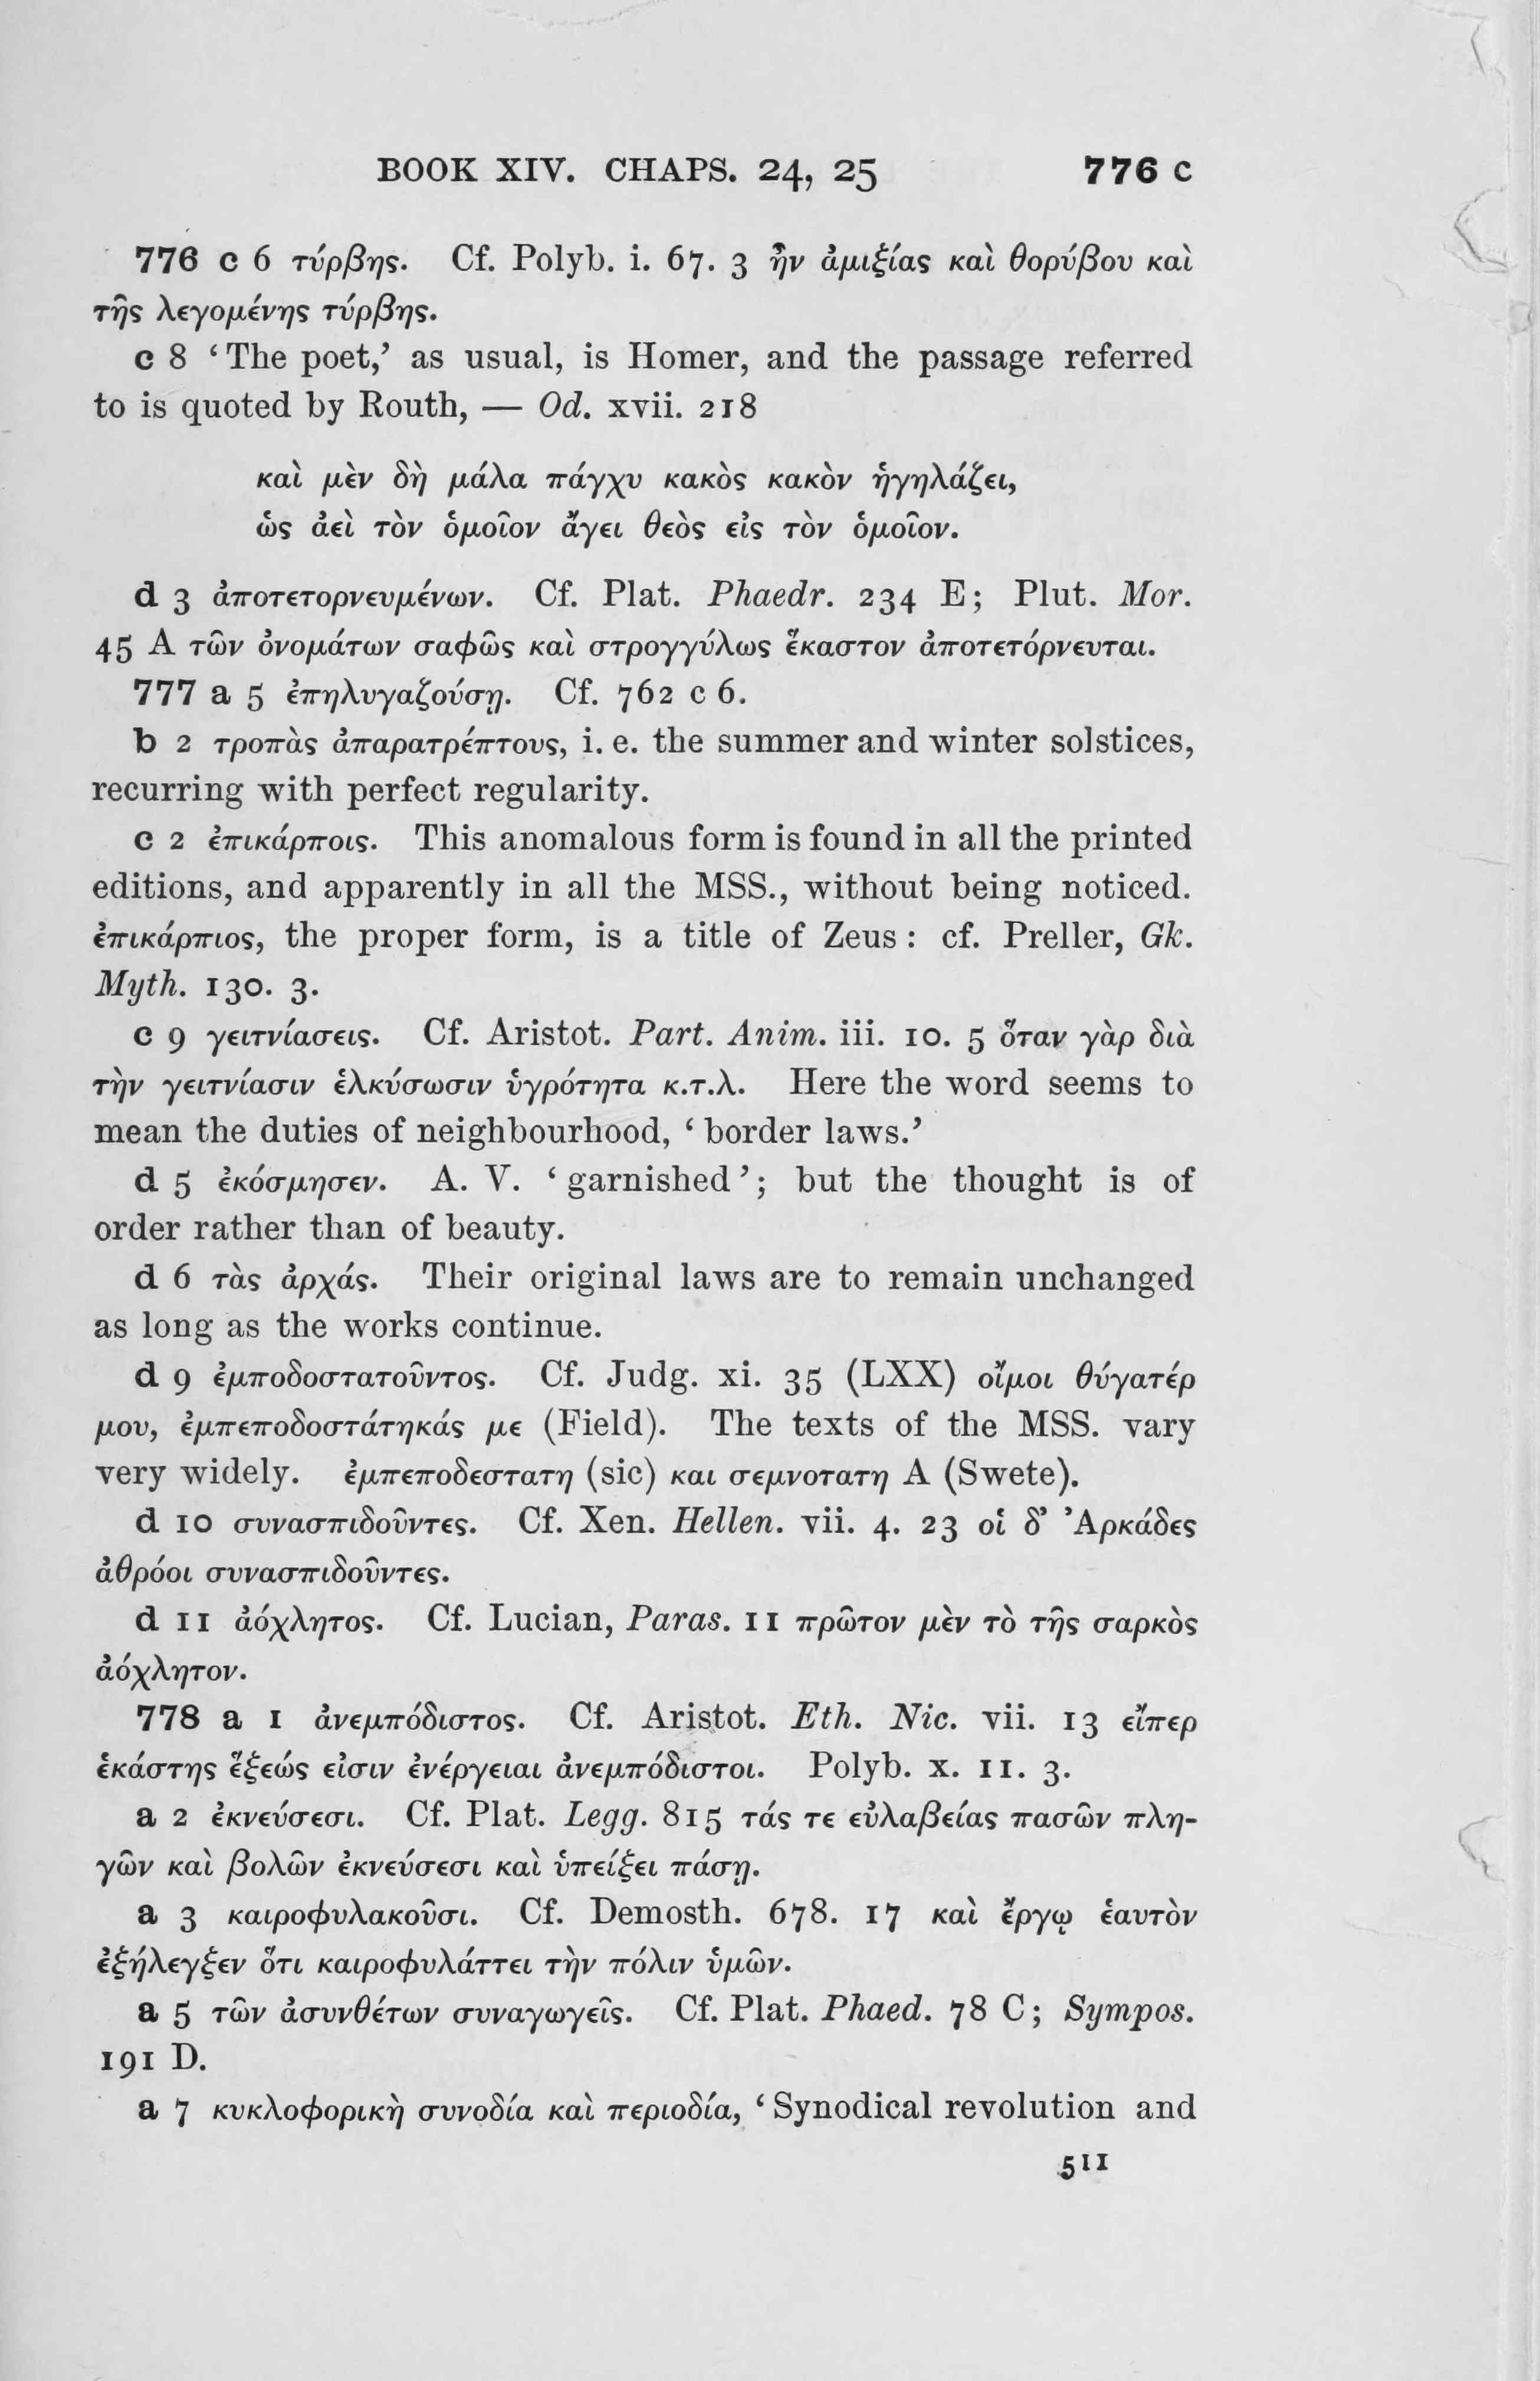 BOOK XIV. CHAPS. 24, 25 776 c
776 c 6 τύρβης. Cf. Polyb. i. 67. 3 ἦν ἀμιξίας καὶ θορύβου καὶ
τῆς λεγομένης τύρβης.
c 8 ‘The poet,’ as usual, is Homer, and the passage referred
to is quoted by Routh, — Od. xvii. 218
καὶ μὲν δὴ μάλα πάγχυ κακὸς κακὸν ἡγηλάζει,
ὡς ἀεὶ τὸν ὁμοῖον ἄγει θεὸς εἰς τὸν ὁμοῖον.
d 3 ἀποτετορνευμένων. Cf. Plat. Phaedr. 234 E; Plut. Mor.
45 A τῶν ὀνομάτων σαφῶς καὶ στρογγύλως ἕκαστον ἀποτετόρνευται.
777 a 5 ἐπηλυγαζούσῃ. Cf. 762 c 6.
b 2 τροπὰς ἀπαρατρέπτους, i. e. the summer and winter solstices,
recurring with perfect regularity.
c 2 ἐπικάρποις. This anomalous form is found in all the printed
editions, and apparently in all the MSS., without being noticed.
ἐπικάρπιος, the proper form, is a title of Zeus: cf. Preller, Gk.
Myth. 130. 3.
c 9 γειτνίασεις. Cf. Aristot. Part. Anim. iii. 10. 5 ὅταν γὰρ διὰ
τὴν γειτνίασιν ἑλκύσωσιν ὑγρότητα κ.τ.λ. Here the word seems to
mean the duties of neighbourhood, ‘border laws.’
d 5 ἐκόσμησεν. A. V. ‘garnished’; but the thought is of
order rather than of beauty.
d 6 τὰς ἀρχάς. Their original laws are to remain unchanged
as long as the works continue.
d 9 ἐμποδοστατοῦντος. Cf. Judg. xi. 35 (LXX) οἴμοι θύγατέρ
μου, ἐμπεποδοστάτηκάς με (Field). The texts of the MSS. vary
very widely. ἐμπεποδεστατη (sic) και σεμνοτατη A (Swete).
d 10 συνασπιδοῦντες. Cf. Xen. Hellen. vii. 4. 23 οἱ δ’ Ἀρκάδες
ἀθρόοι συνασπιδοῦντες.
d 11 ἀόχλητος. Cf. Lucian, Paras. 11 πρῶτον μὲν τὸ τῆς σαρκὸς
ἀόχλητον.
778 a 1 ἀνεμπόδιστος. Cf. Aristot. Eth. Nic. vii. 13 εἴπερ
ἑκάστης ἕξεώς εἰσιν ἐνέργειαι ἀνεμπόδιστοι. Polyb. x. 11. 3.
a 2 ἐκνεύσεσι. Cf. Plat. Legg. 815 τάς τε εὐλαβείας πασῶν πλη-
γῶν καὶ βολῶν ἐκνεύσεσι καὶ ὑπείξει πάσῃ.
a 3 καιροφυλακοῦσι. Cf. Demosth. 678. 17 καὶ ἔργῳ ἑαυτὸν
ἐξήλεγξεν ὅτι καιροφυλάττει τὴν πόλιν ὑμῶν.
a 5 τῶν ἀσυνθέτων συναγωγεῖς. Cf. Plat. Phaed. 78 C; Sympos.
191 D.
a 7 κυκλοφορικὴ συνοδία καὶ περιοδία, ‘Synodical revolution and
511